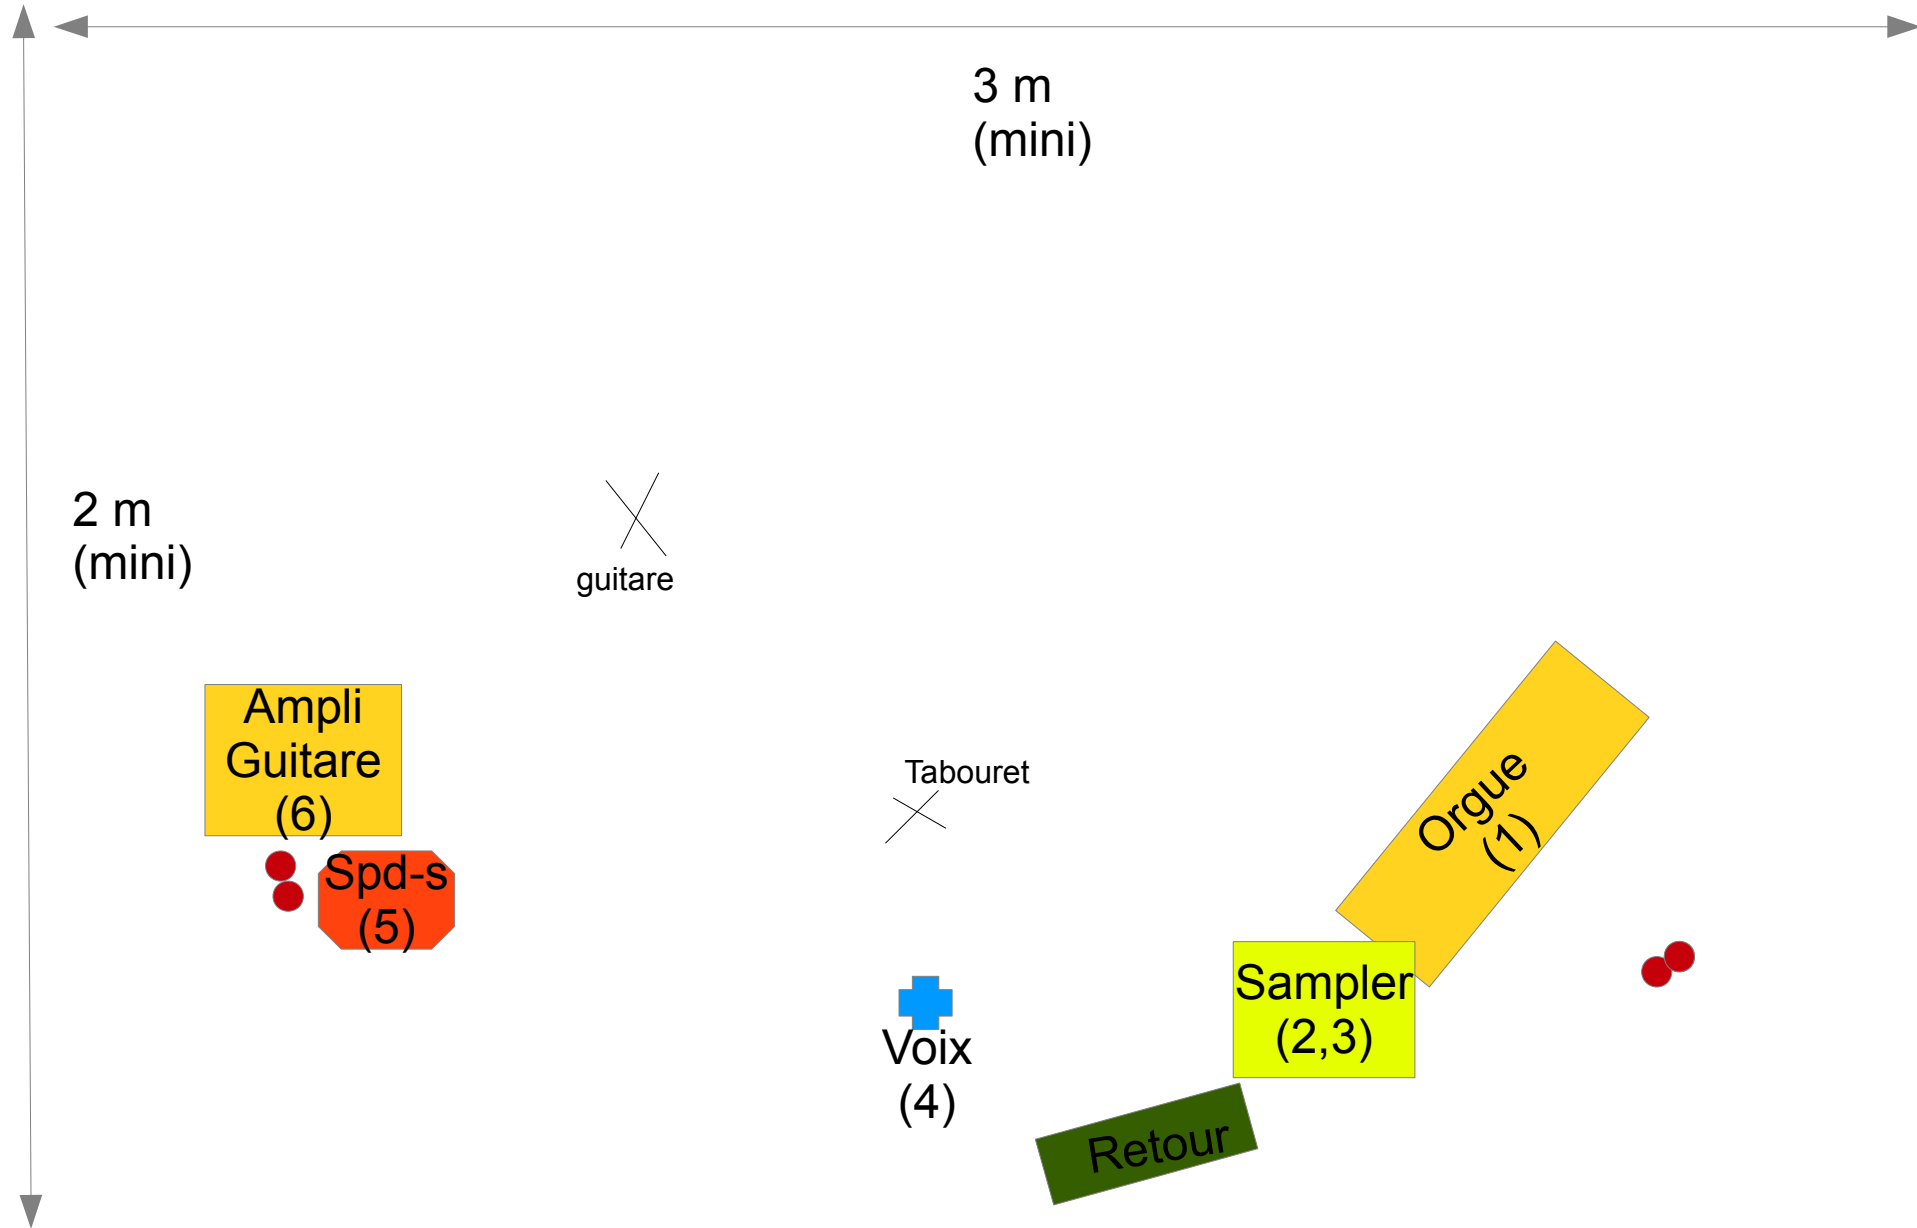 3 m
(mini)
2 m
(mini)
guitare
Ampli
Guitare
(6)
Spd-s
(5)
Tabouret
Voix
(4)
Orgue
(1)
Sampler
(2,3)
Retour